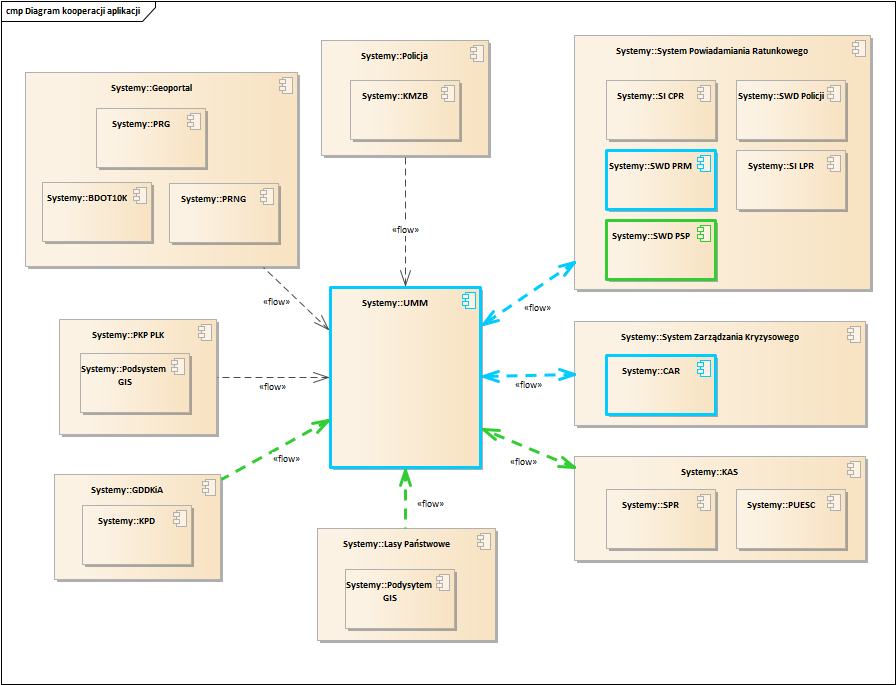 cmp Diagram kooperacji aplikacji
Systemy::Geoportal
Systemy::PRG
Systemy::BDOT10K
Systemy::PRNG
Systemy::Policja
Systemy::KMZB
Systemy::System Powiadamiania Ratunkowego
Systemy::SI CPR
Systemy::SWD Policji
Systemy::SWD PRM
Systemy::SI LPR
Systemy::SWD PSP
«flow»
«flow»
«flow»
Systemy::UMM
Systemy::PKP PLK
Systemy::Podsystem
GIS
«flow»
Systemy::System Zarządzania Kryzysowego
Systemy::CAR
«flow»
Systemy::GDDKiA
Systemy::KPD
«flow»
«flow»
Systemy::KAS
Systemy::SPR
Systemy::PUESC
«flow»
Systemy::Lasy Państwowe
Systemy::Podysytem
GIS